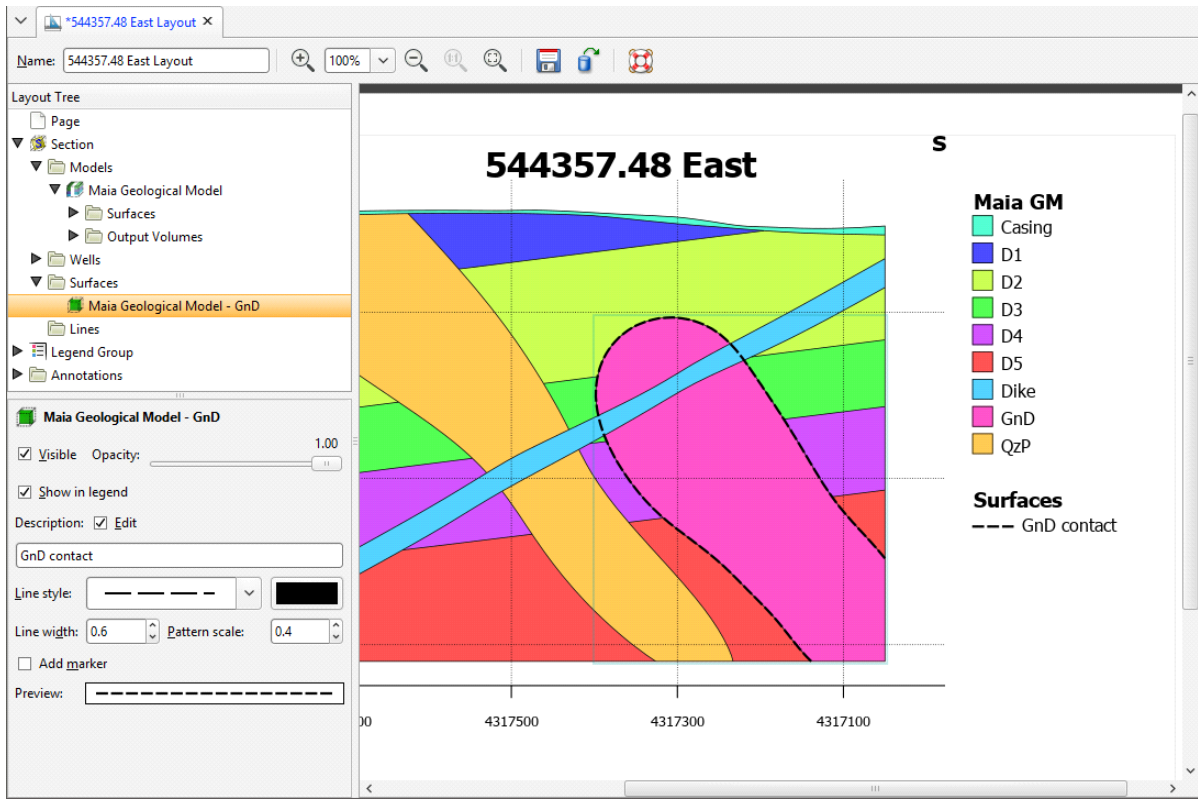 *544357.48 East Layout
Name: 544357.48 East Layout
100%
1:1
Layout Tree
Page
Section
Models
Maia Geological Model
Surfaces
Output Volumes
Wells
Surfaces
Maia Geological Model - GnD
Lines
Legend Group
Annotations
Maia Geological Model - GnD
Visible Opacity: 1.00
Show in legend
Description: Edit
GnD contact
Line style:
Line width: 0.6 Pattern scale: 0.4
Add marker
Preview:
S
544357.48 East
Maia GM
Casing
D1
D2
D3
D4
D5
Dike
GnD
QzP
Surfaces
GnD contact
00 4317500 4317300 4317100